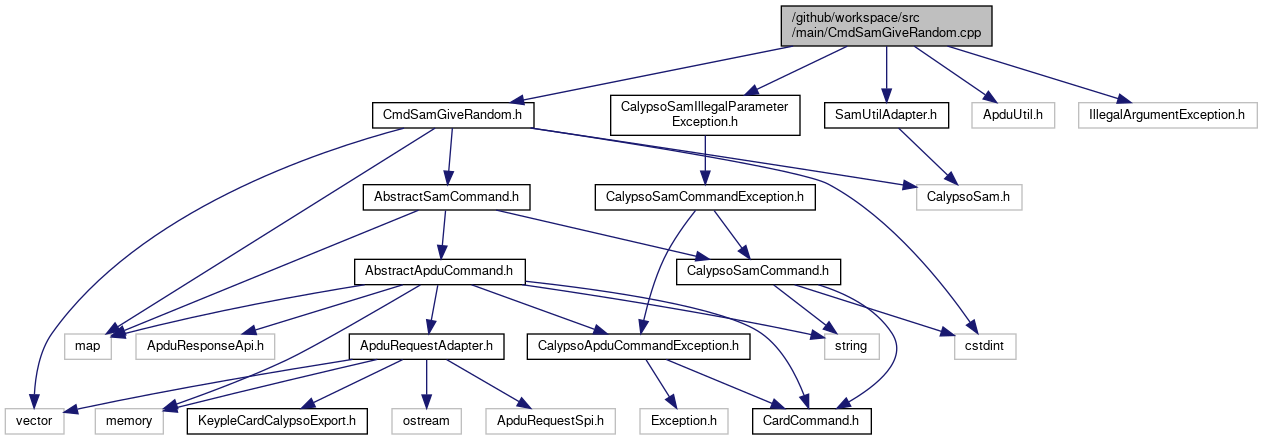 /github/workspace/src
/main/CmdSamGiveRandom.cpp
CmdSamGiveRandom.h
CalypsoSamIllegalParameter
Exception.h
SamUtilAdapter.h
ApduUtil.h
IllegalArgumentException.h
AbstractSamCommand.h
CalypsoSamCommandException.h
CalypsoSam.h
AbstractApduCommand.h
CalypsoSamCommand.h
map
ApduResponseApi.h
ApduRequestAdapter.h
CalypsoApduCommandException.h
string
cstdint
vector
memory
KeypleCardCalypsoExport.h
ostream
ApduRequestSpi.h
Exception.h
CardCommand.h